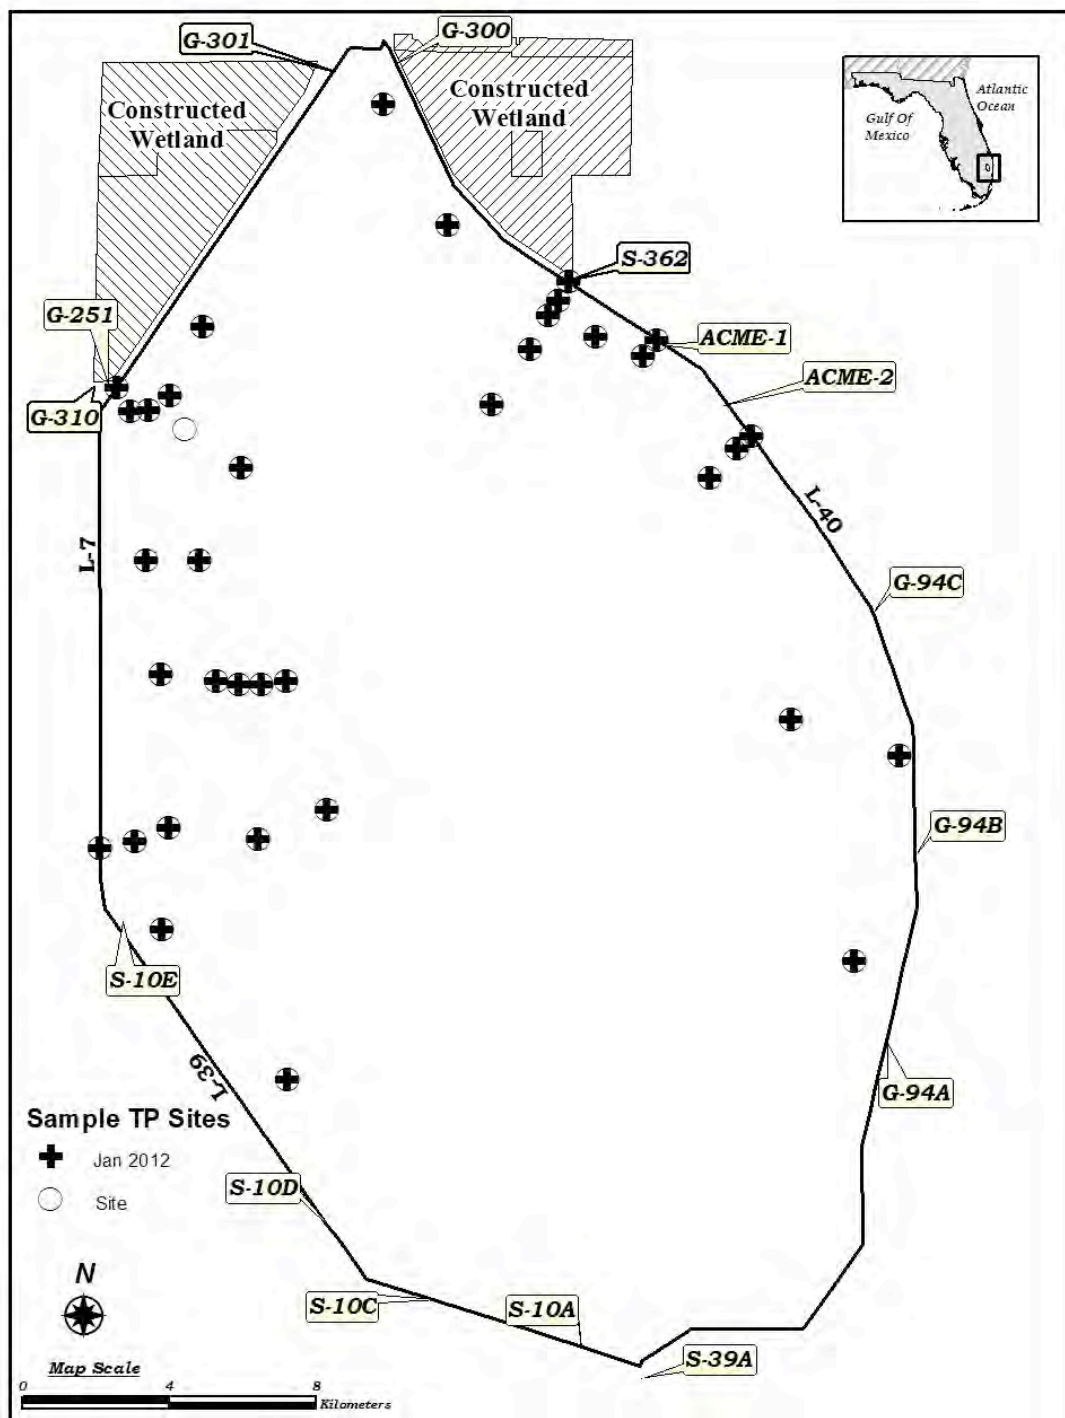 G-301
G-300
Constructed
Wetland
Constructed
Wetland
Atlantic
Ocean
Gulf Of
Mexico
S-362
G-251
ACME-1
ACME-2
G-310
L-40
L-7
G-94C
G-94B
S-10E
L-39
G-94A
Sample TP Sites
Jan 2012
Site
S-10D
N
S-10C
S-10A
S-39A
Map Scale
0 4 8
Kilometers